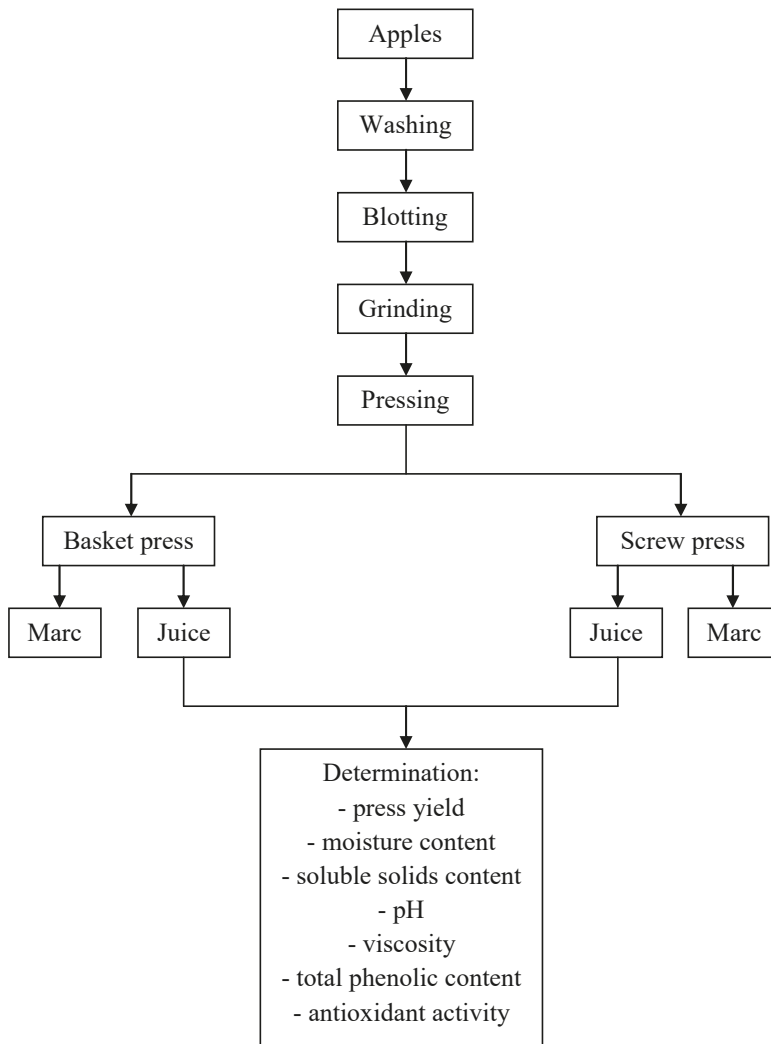 Apples
Washing
Blotting
Grinding
Pressing
Basket press
Screw press
Marc
Juice
Juice
Marc
Determination:
- press yield
- moisture content
- soluble solids content
- pH
- viscosity
- total phenolic content
- antioxidant activity